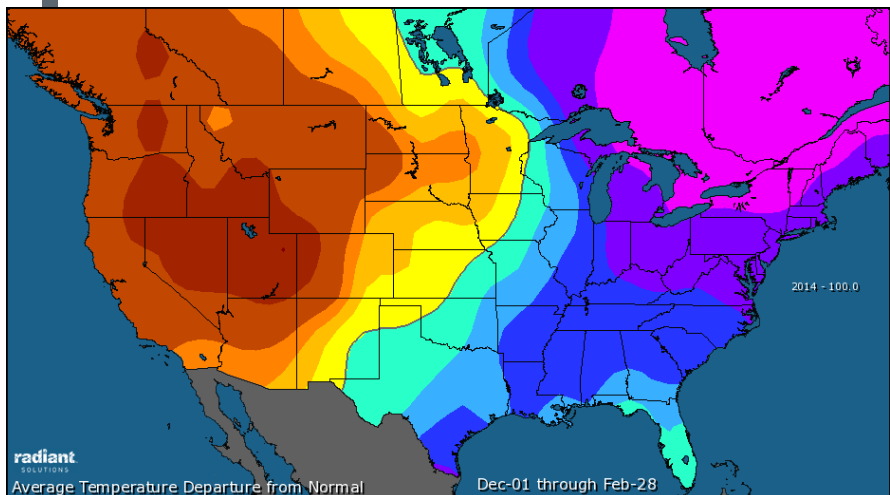 2014 - 100.0
radiant
SOLUTIONS
Average Temperature Departure from Normal
Dec-01 through Feb-28